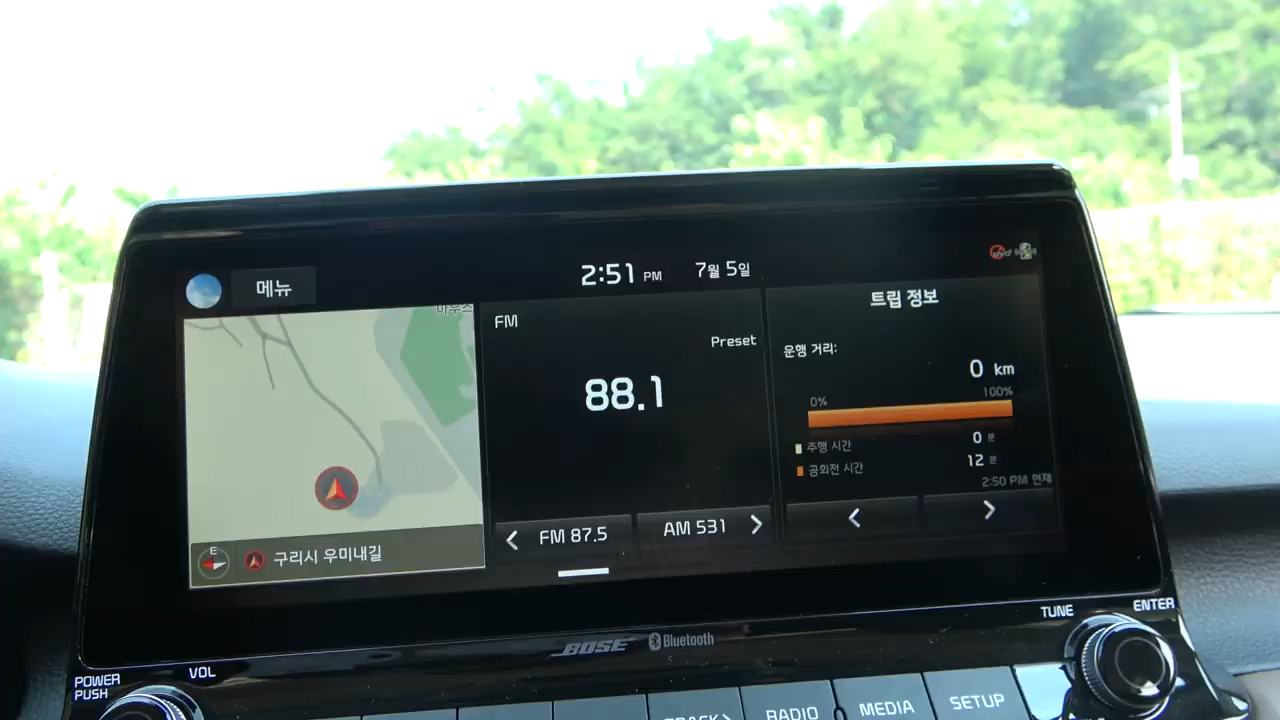 메뉴
2:51 PM 7월 5일
FM
Preset
88.1
FM 87.5
AM 531
트립 정보
운행 거리:
0 km
0% 100%
주행 시간 0 분
공회전 시간 12 분
2:50 PM 현재
E
구리시 우미내길
BOSE Bluetooth
POWER
PUSH
VOL
TUNE
ENTER
RADIO
MEDIA
SETUP